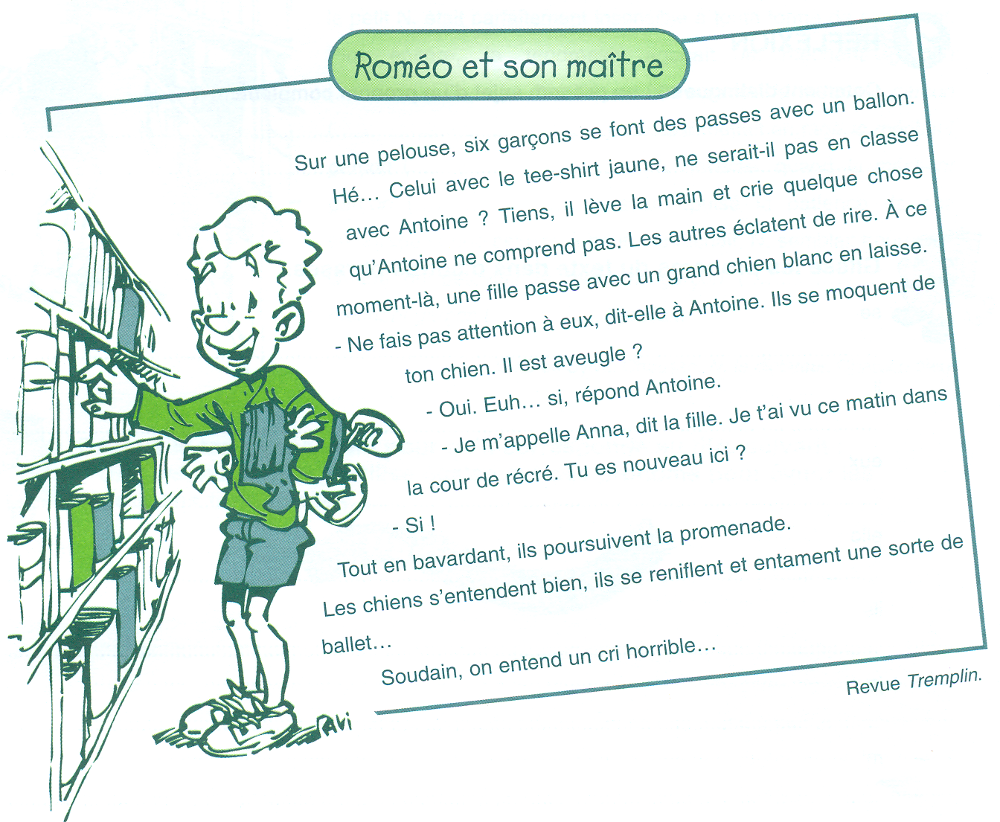 Roméo et son maître
Sur une pelouse, six garçons se font des passes avec un ballon.
Hé… Celui avec le tee-shirt jaune, ne serait-il pas en classe
avec Antoine ? Tiens, il lève la main et crie quelque chose
qu’Antoine ne comprend pas. Les autres éclatent de rire. À ce
moment-là, une fille passe avec un grand chien blanc en laisse.
- Ne fais pas attention à eux, dit-elle à Antoine. Ils se moquent de
ton chien. Il est aveugle ?
- Oui. Euh… si, répond Antoine.
- Je m’appelle Anna, dit la fille. Je t’ai vu ce matin dans
la cour de récré. Tu es nouveau ici ?
- Si !
Tout en bavardant, ils poursuivent la promenade.
Les chiens s’entendent bien, ils se reniflent et entament une sorte de
ballet…
Soudain, on entend un cri horrible…
Revue Tremplin.
AVi